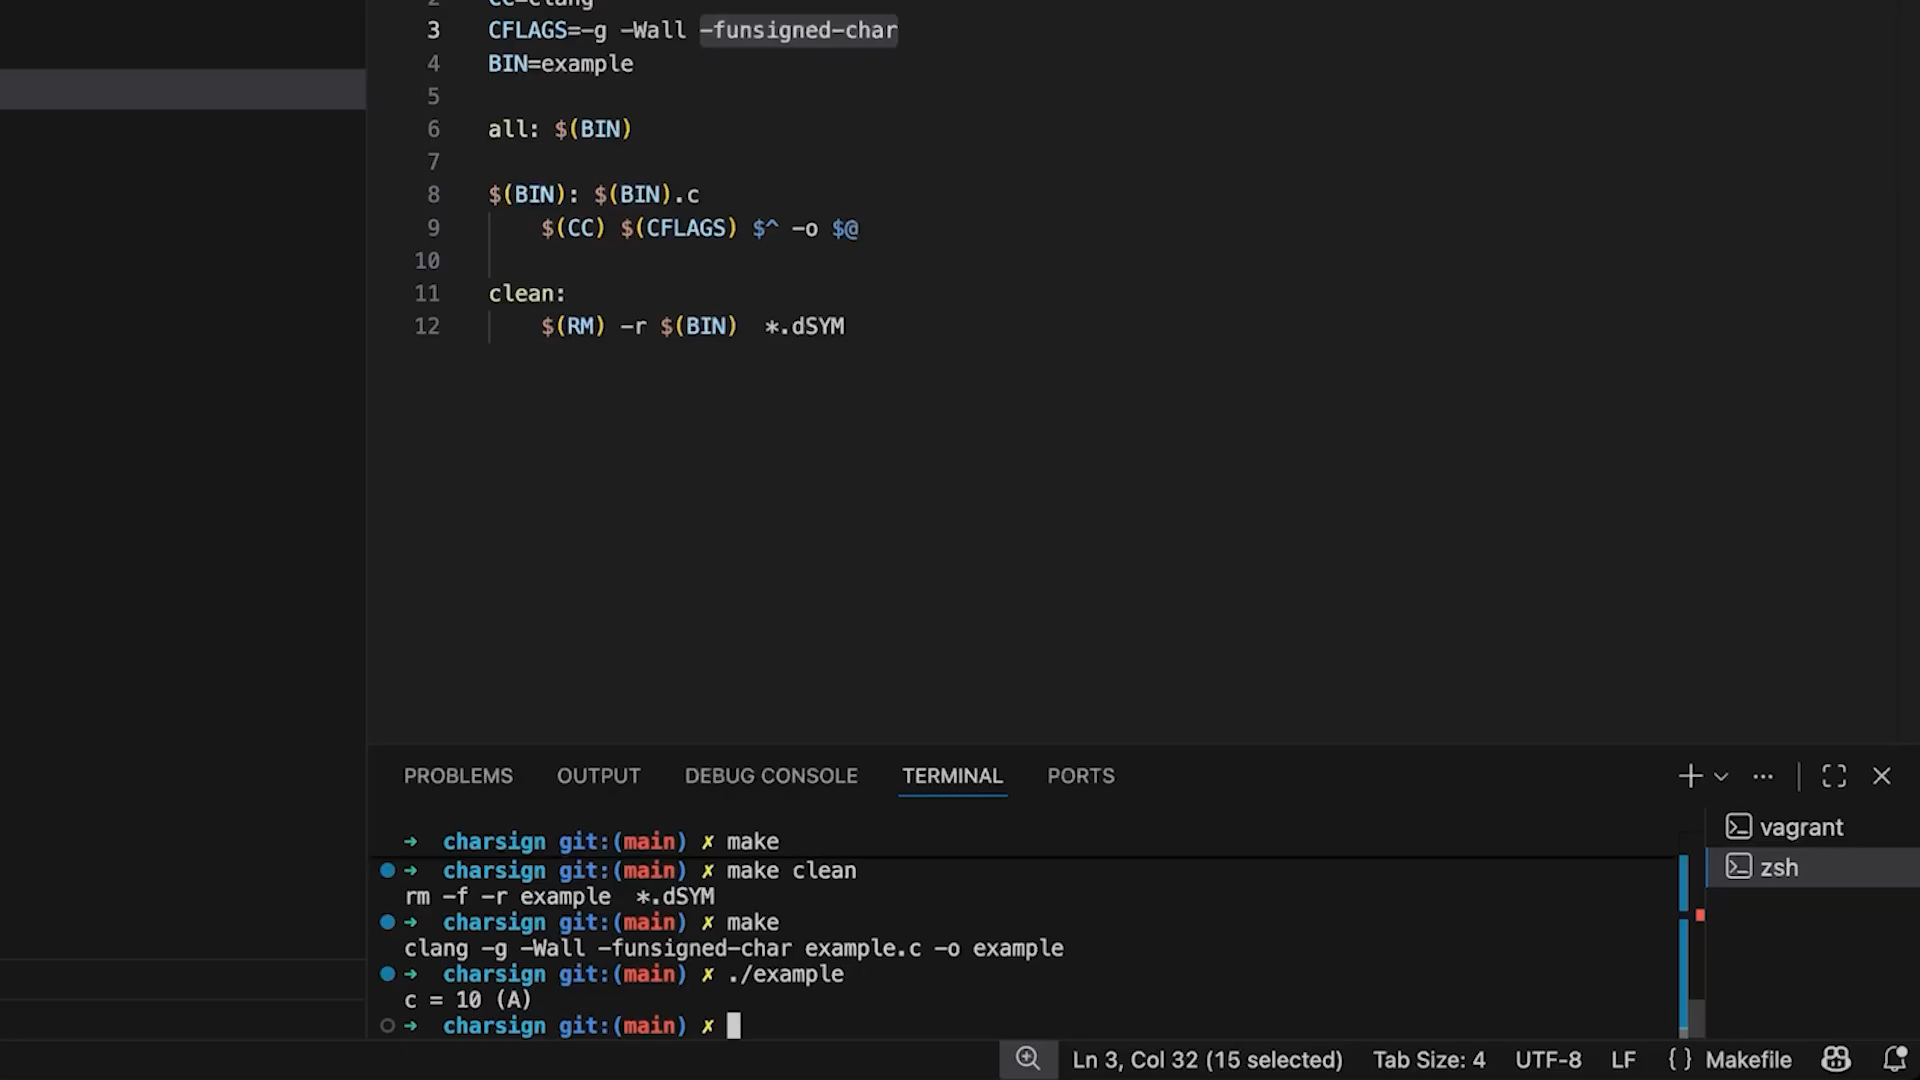 2 CC=clang
3 CFLAGS=-g -Wall -funsigned-char
4 BIN=example
5
6 all: $(BIN)
7
8 $(BIN): $(BIN).c
9 $(CC) $(CFLAGS) $^ -o $@
10
11 clean:
12 $(RM) -r $(BIN)  *.dSYM
PROBLEMS OUTPUT DEBUG CONSOLE TERMINAL PORTS
➜ charsign git:(main) ✗ make
➜ charsign git:(main) ✗ make clean
rm -f -r example  *.dSYM
➜ charsign git:(main) ✗ make
clang -g -Wall -funsigned-char example.c -o example
➜ charsign git:(main) ✗ ./example
c = 10 (A)
➜ charsign git:(main) ✗
vagrant
zsh
Ln 3, Col 32 (15 selected) Tab Size: 4 UTF-8 LF {} Makefile